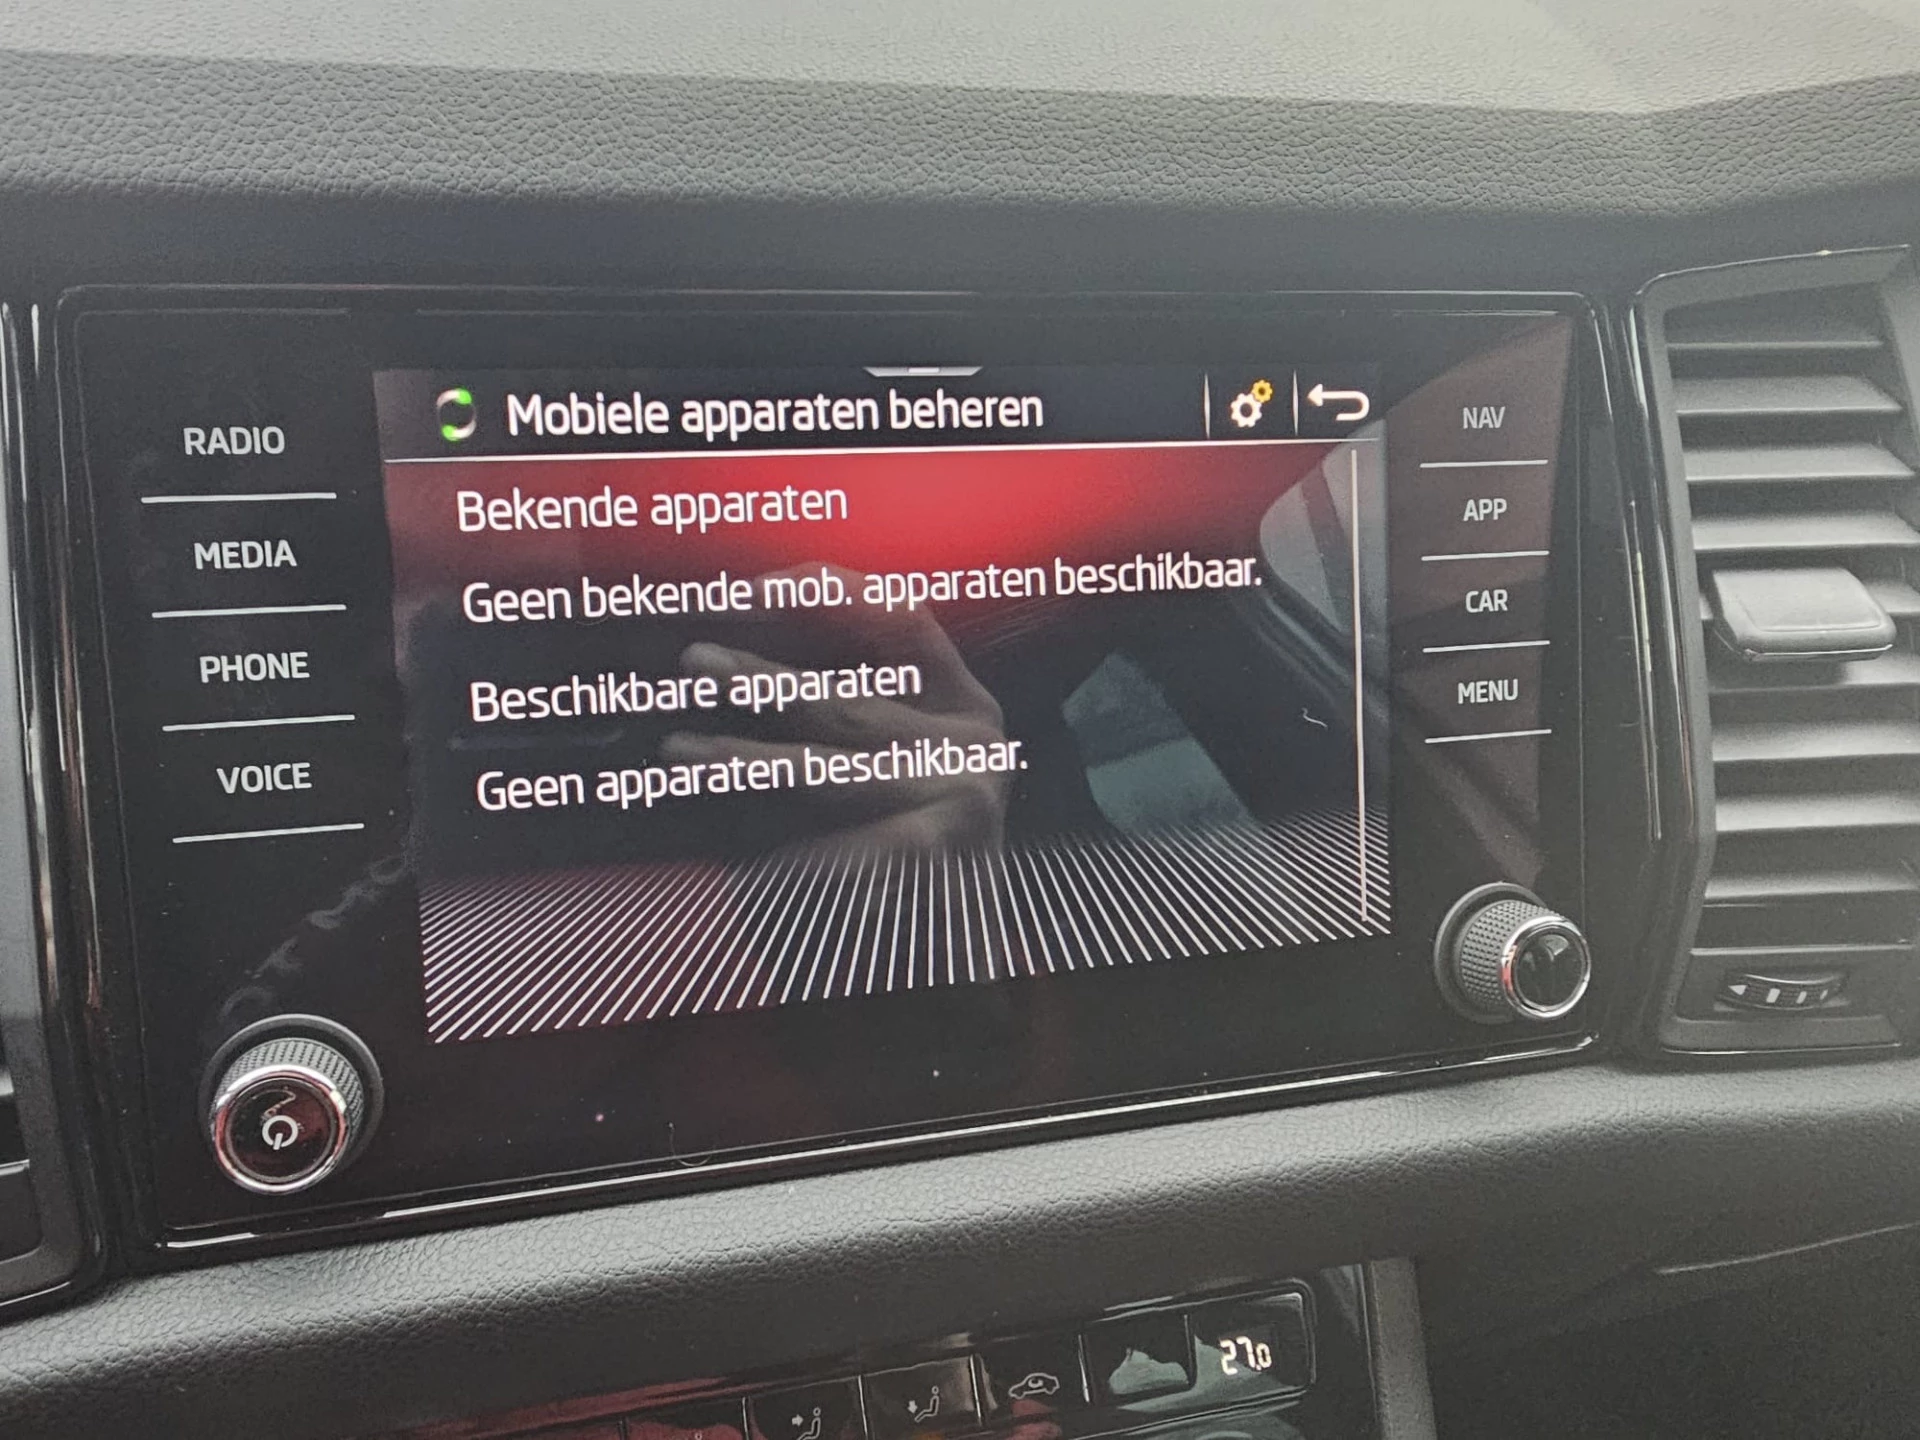 Mobiele apparaten beheren
Bekende apparaten
Geen bekende mob. apparaten beschikbaar.
Beschikbare apparaten
Geen apparaten beschikbaar.
RADIO
MEDIA
PHONE
VOICE
NAV
APP
CAR
MENU
27.0